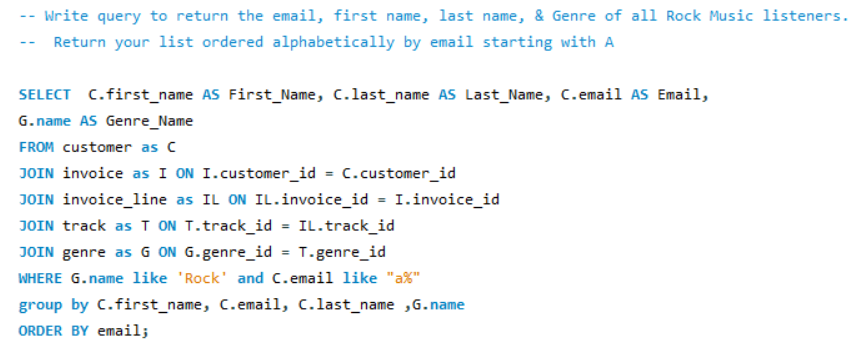 -- Write query to return the email, first name, last name, & Genre of all Rock Music listeners.
--  Return your list ordered alphabetically by email starting with A
SELECT  C.first_name AS First_Name, C.last_name AS Last_Name, C.email AS Email,
G.name AS Genre_Name
FROM customer as C
JOIN invoice as I ON I.customer_id = C.customer_id
JOIN invoice_line as IL ON IL.invoice_id = I.invoice_id
JOIN track as T ON T.track_id = IL.track_id
JOIN genre as G ON G.genre_id = T.genre_id
WHERE G.name like 'Rock' and C.email like "a%"
group by C.first_name, C.email, C.last_name ,G.name
ORDER BY email;